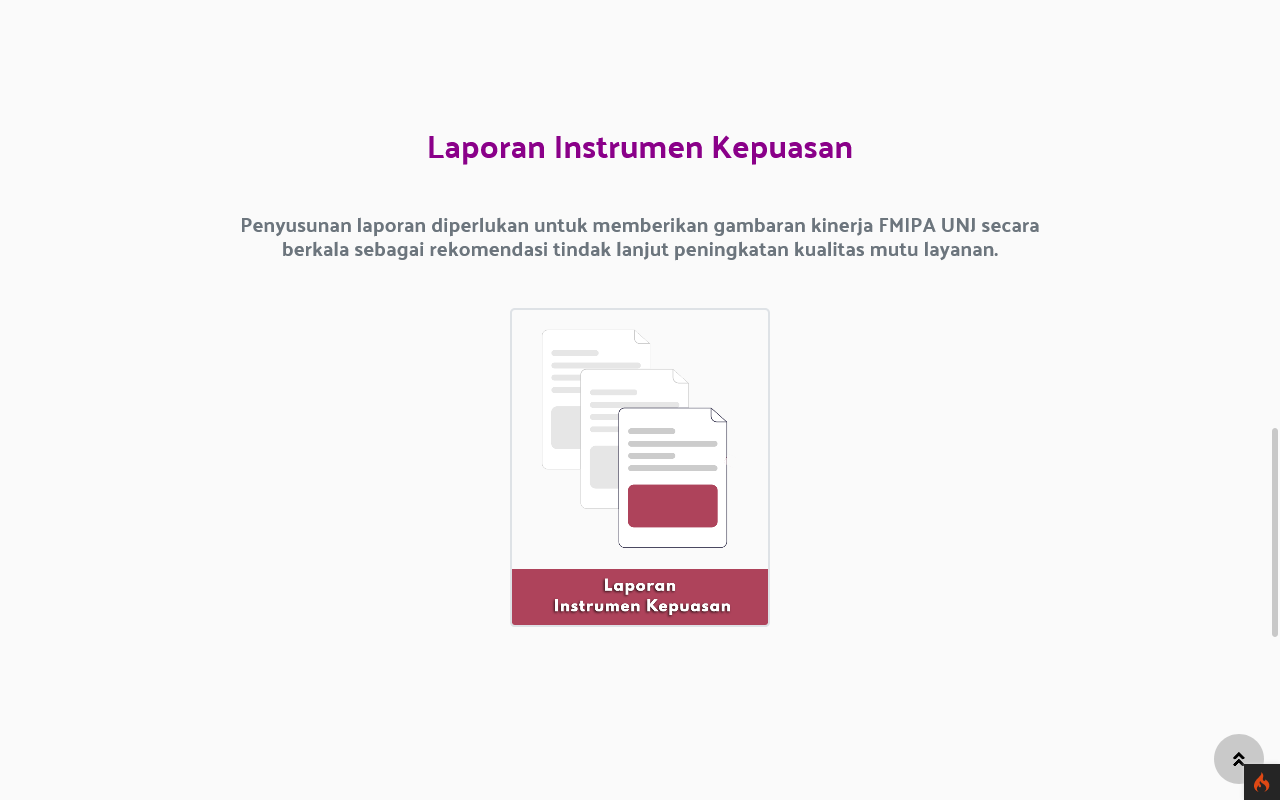 Laporan Instrumen Kepuasan
Penyusunan laporan diperlukan untuk memberikan gambaran kinerja FMIPA UNJ secara
berkala sebagai rekomendasi tindak lanjut peningkatan kualitas mutu layanan.
Laporan
Instrumen Kepuasan